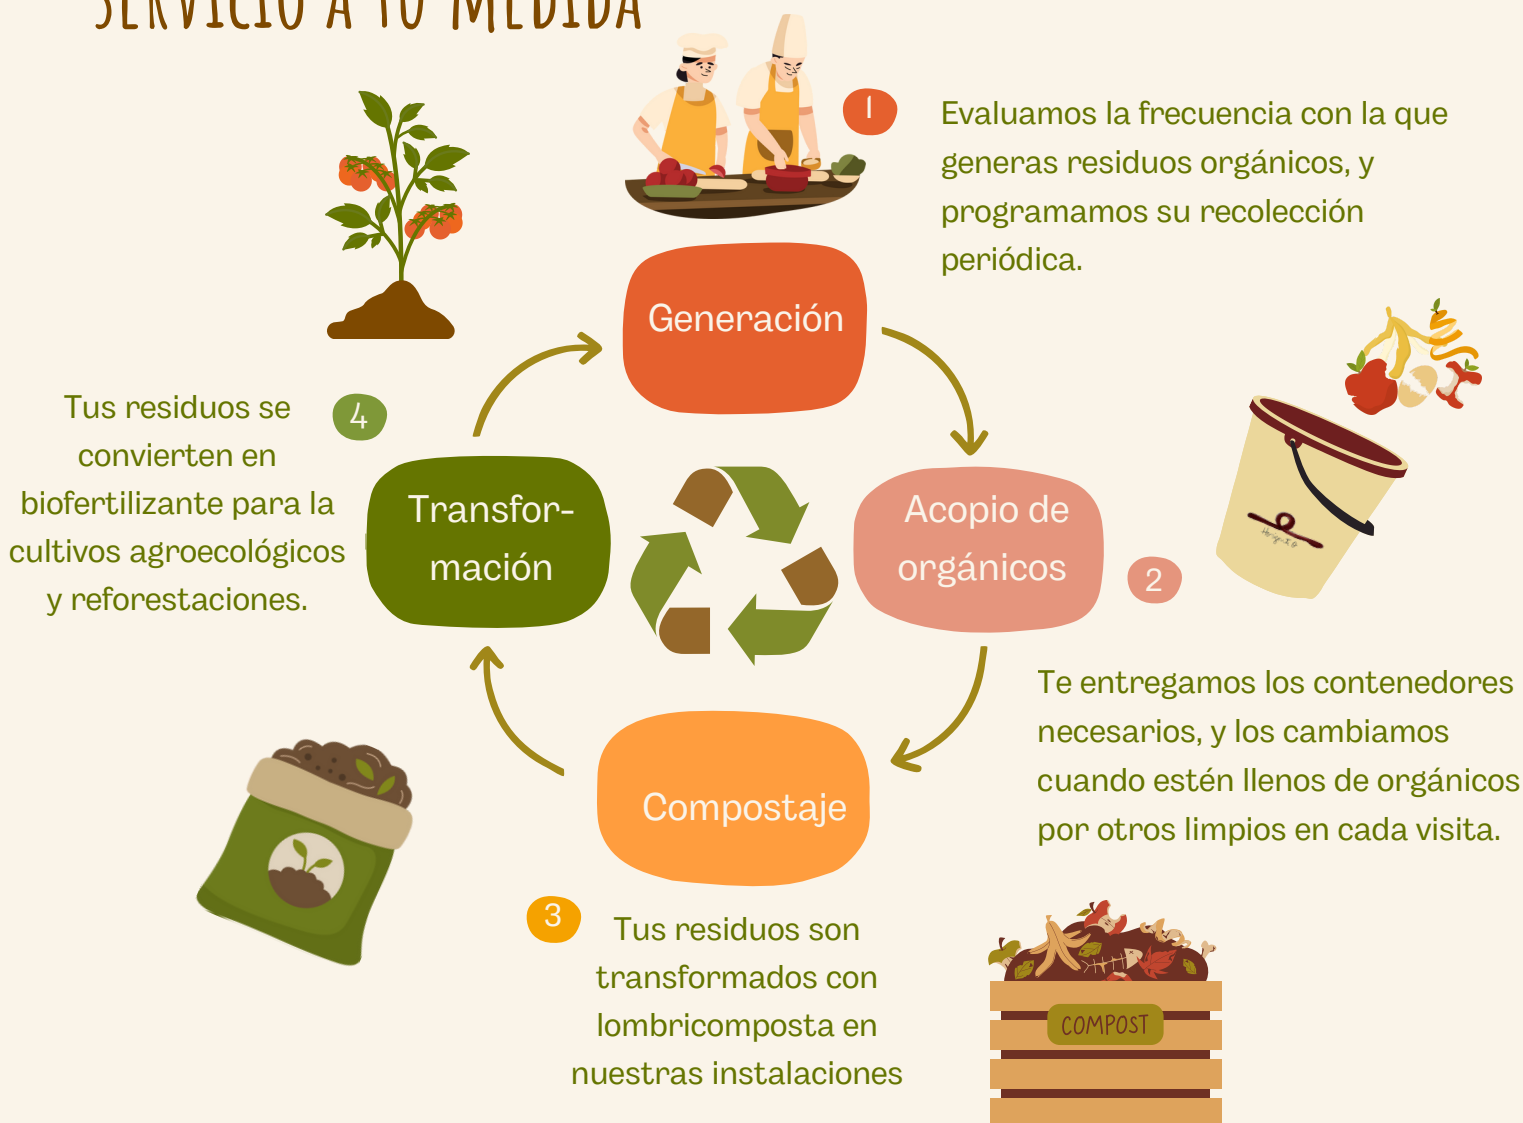 SERVICIO A TU MEDIDA
1
Evaluamos la frecuencia con la que
generas residuos orgánicos, y
programamos su recolección
periódica.
Generación
Acopio de
orgánicos
2
Te entregamos los contenedores
necesarios, y los cambiamos
cuando estén llenos de orgánicos
por otros limpios en cada visita.
Compostaje
3
Tus residuos son
transformados con
lombricomposta en
nuestras instalaciones
COMPOST
Transfor-
mación
4
Tus residuos se
convierten en
biofertilizante para la
cultivos agroecológicos
y reforestaciones.